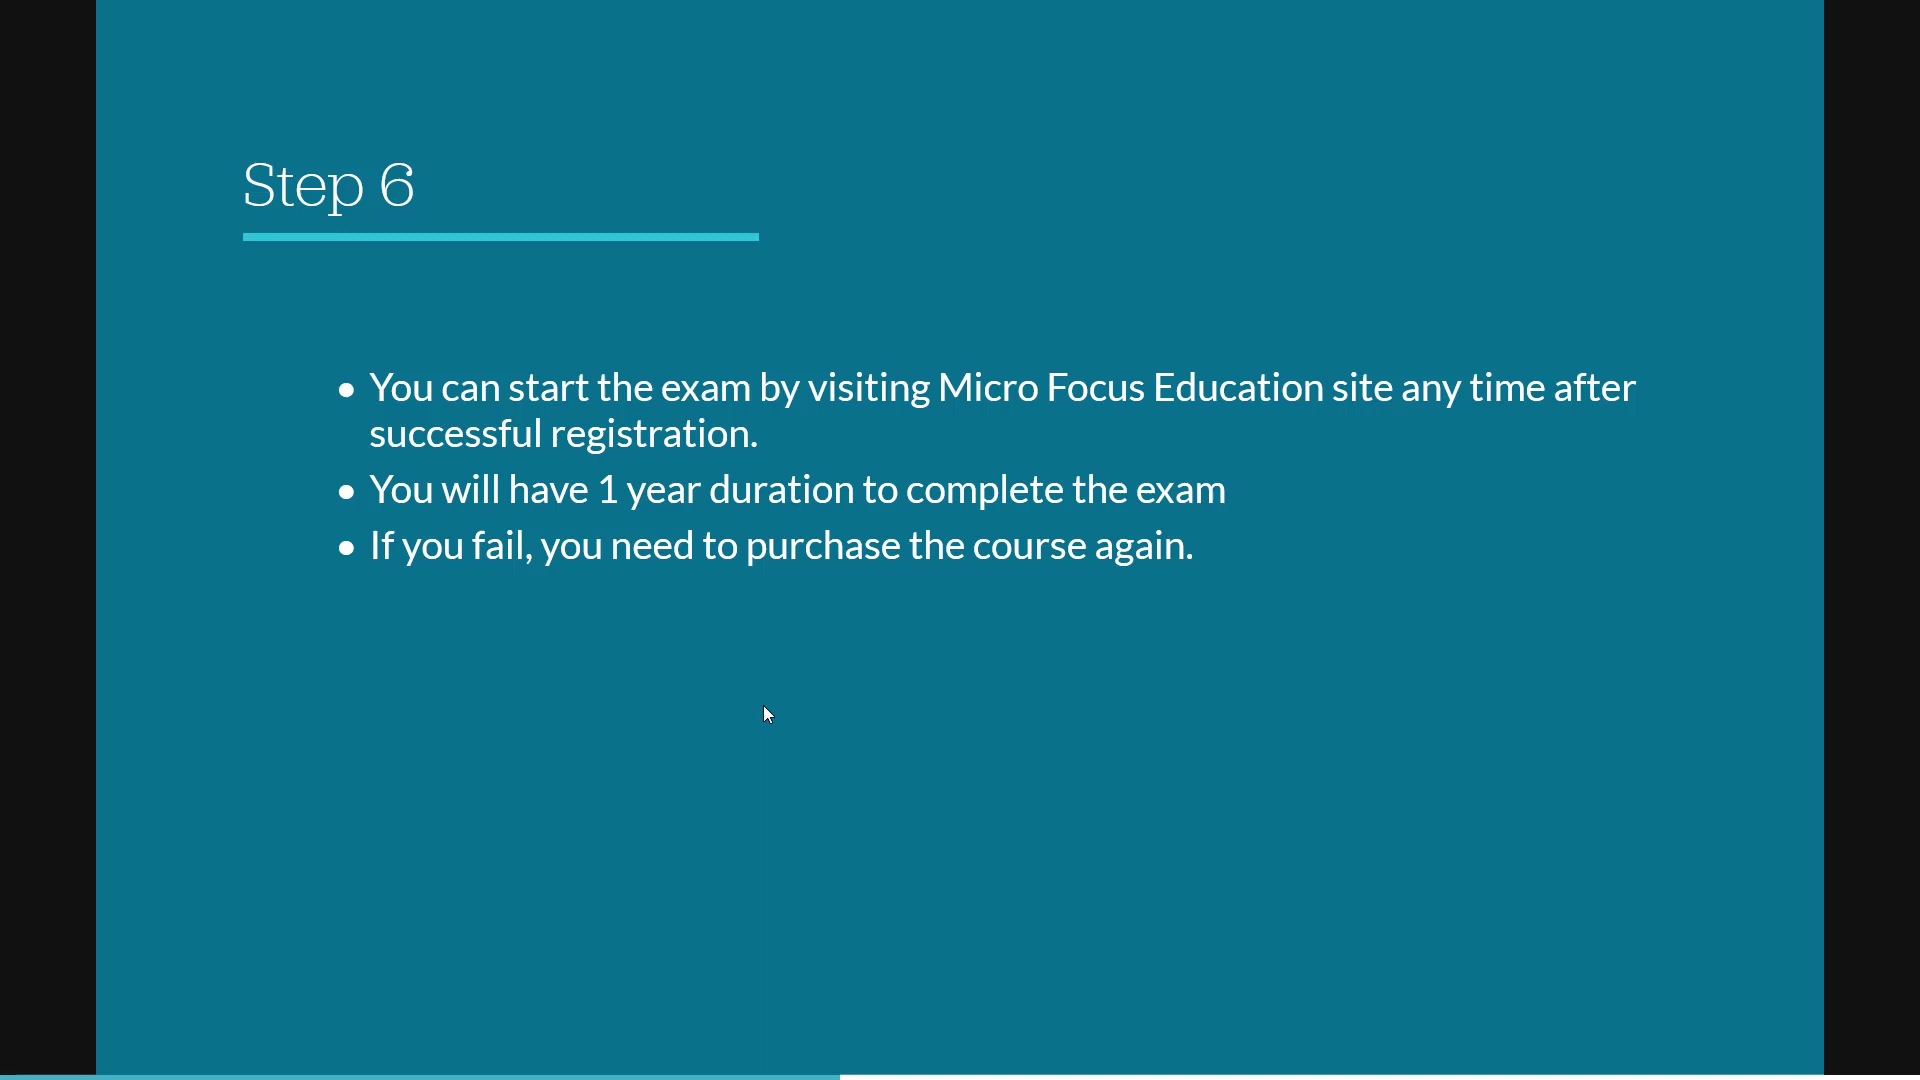 Step 6
• You can start the exam by visiting Micro Focus Education site any time after
successful registration.
• You will have 1 year duration to complete the exam
• If you fail, you need to purchase the course again.